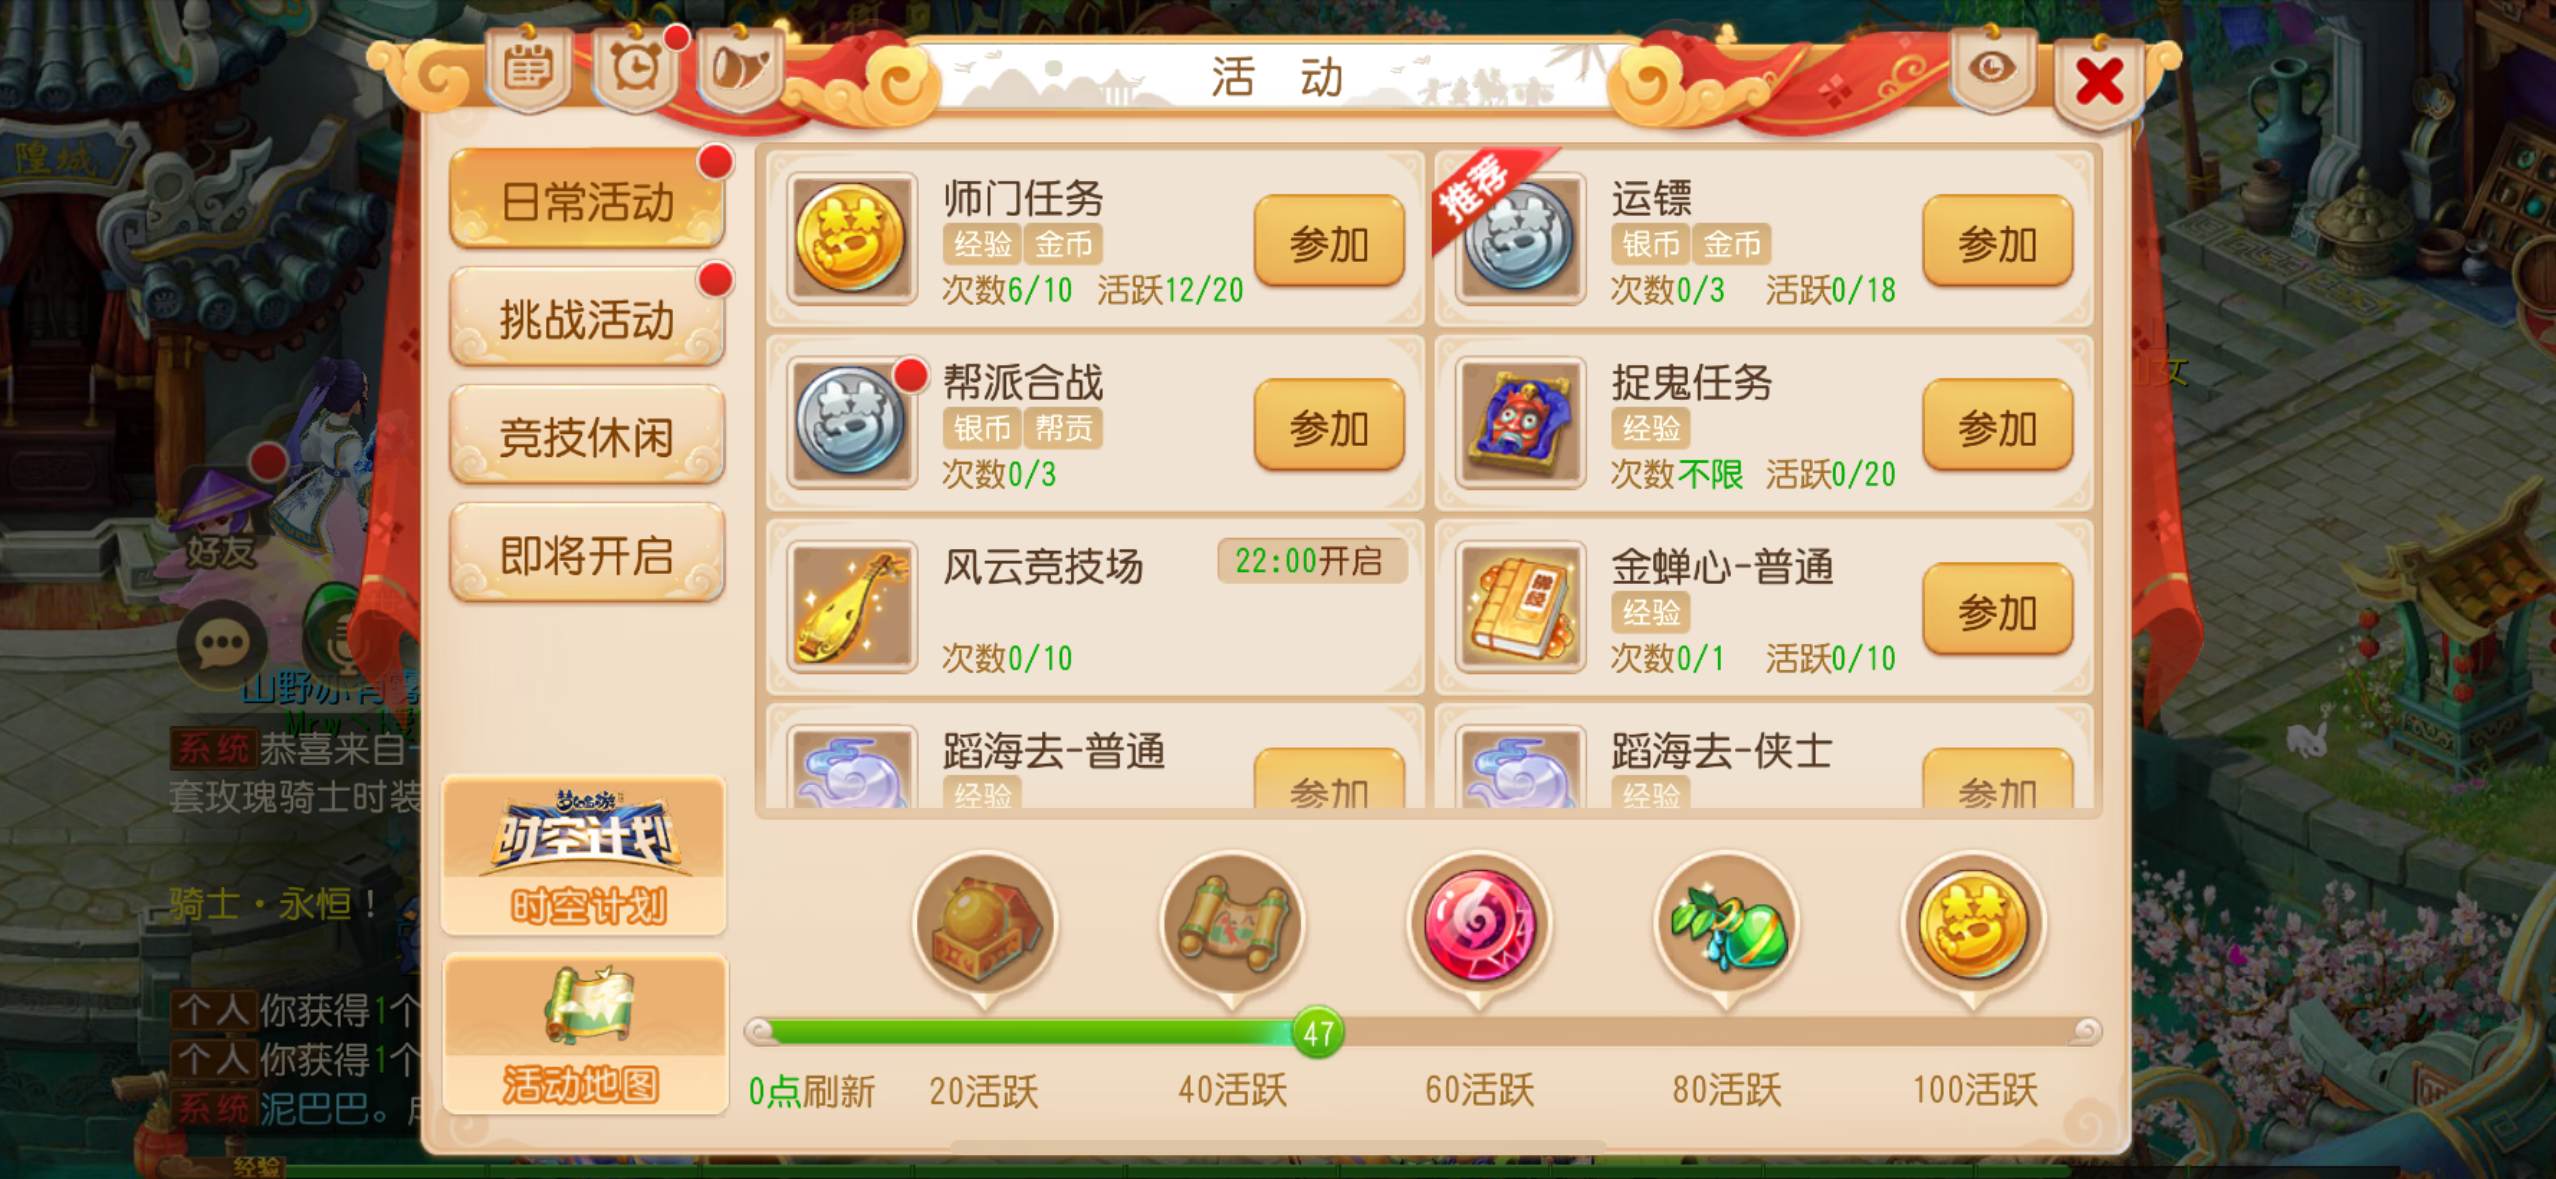 活 动
日常活动
挑战活动
竞技休闲
即将开启
师门任务
经验 金币
次数6/10 活跃12/20
参加
推荐
运镖
银币 金币
次数0/3 活跃0/18
参加
帮派合战
银币 帮贡
次数0/3
参加
捉鬼任务
经验
次数不限 活跃0/20
参加
风云竞技场
22:00开启
次数0/10
金蝉心-普通
经验
次数0/1 活跃0/10
参加
蹈海去-普通
经验
参加
蹈海去-侠士
经验
参加
时空计划
时空计划
活动地图
47
0点刷新
20活跃
40活跃
60活跃
80活跃
100活跃
隍城
好友
女
山野亦有
系统 恭喜来自
套玫瑰骑士时装
骑士·永恒！
个人 你获得1个
个人 你获得1个
系统 泥巴巴。
经验